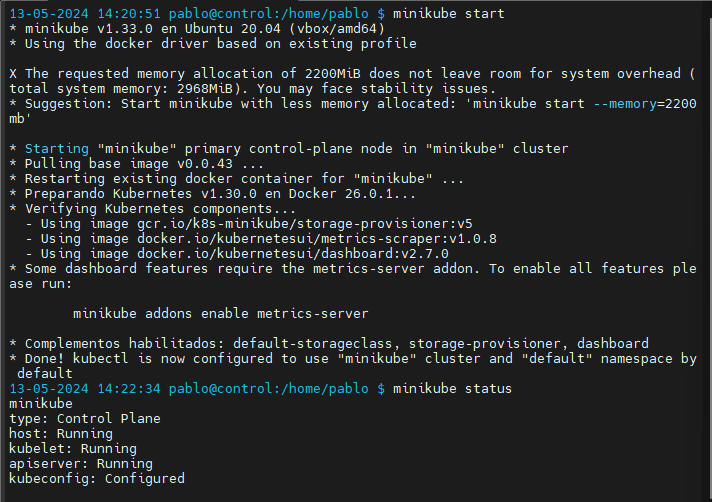 13-05-2024 14:20:51 pablo@control:/home/pablo $ minikube start
* minikube v1.33.0 en Ubuntu 20.04 (vbox/amd64)
* Using the docker driver based on existing profile

X The requested memory allocation of 2200MiB does not leave room for system overhead (
total system memory: 2968MiB). You may face stability issues.
* Suggestion: Start minikube with less memory allocated: 'minikube start --memory=2200
mb'

* Starting "minikube" primary control-plane node in "minikube" cluster
* Pulling base image v0.0.43 ...
* Restarting existing docker container for "minikube" ...
* Preparando Kubernetes v1.30.0 en Docker 26.0.1...
* Verifying Kubernetes components...
  - Using image gcr.io/k8s-minikube/storage-provisioner:v5
  - Using image docker.io/kubernetesui/metrics-scraper:v1.0.8
  - Using image docker.io/kubernetesui/dashboard:v2.7.0
* Some dashboard features require the metrics-server addon. To enable all features ple
ase run:

        minikube addons enable metrics-server

* Complementos habilitados: default-storageclass, storage-provisioner, dashboard
* Done! kubectl is now configured to use "minikube" cluster and "default" namespace by
 default
13-05-2024 14:22:34 pablo@control:/home/pablo $ minikube status
minikube
type: Control Plane
host: Running
kubelet: Running
apiserver: Running
kubeconfig: Configured